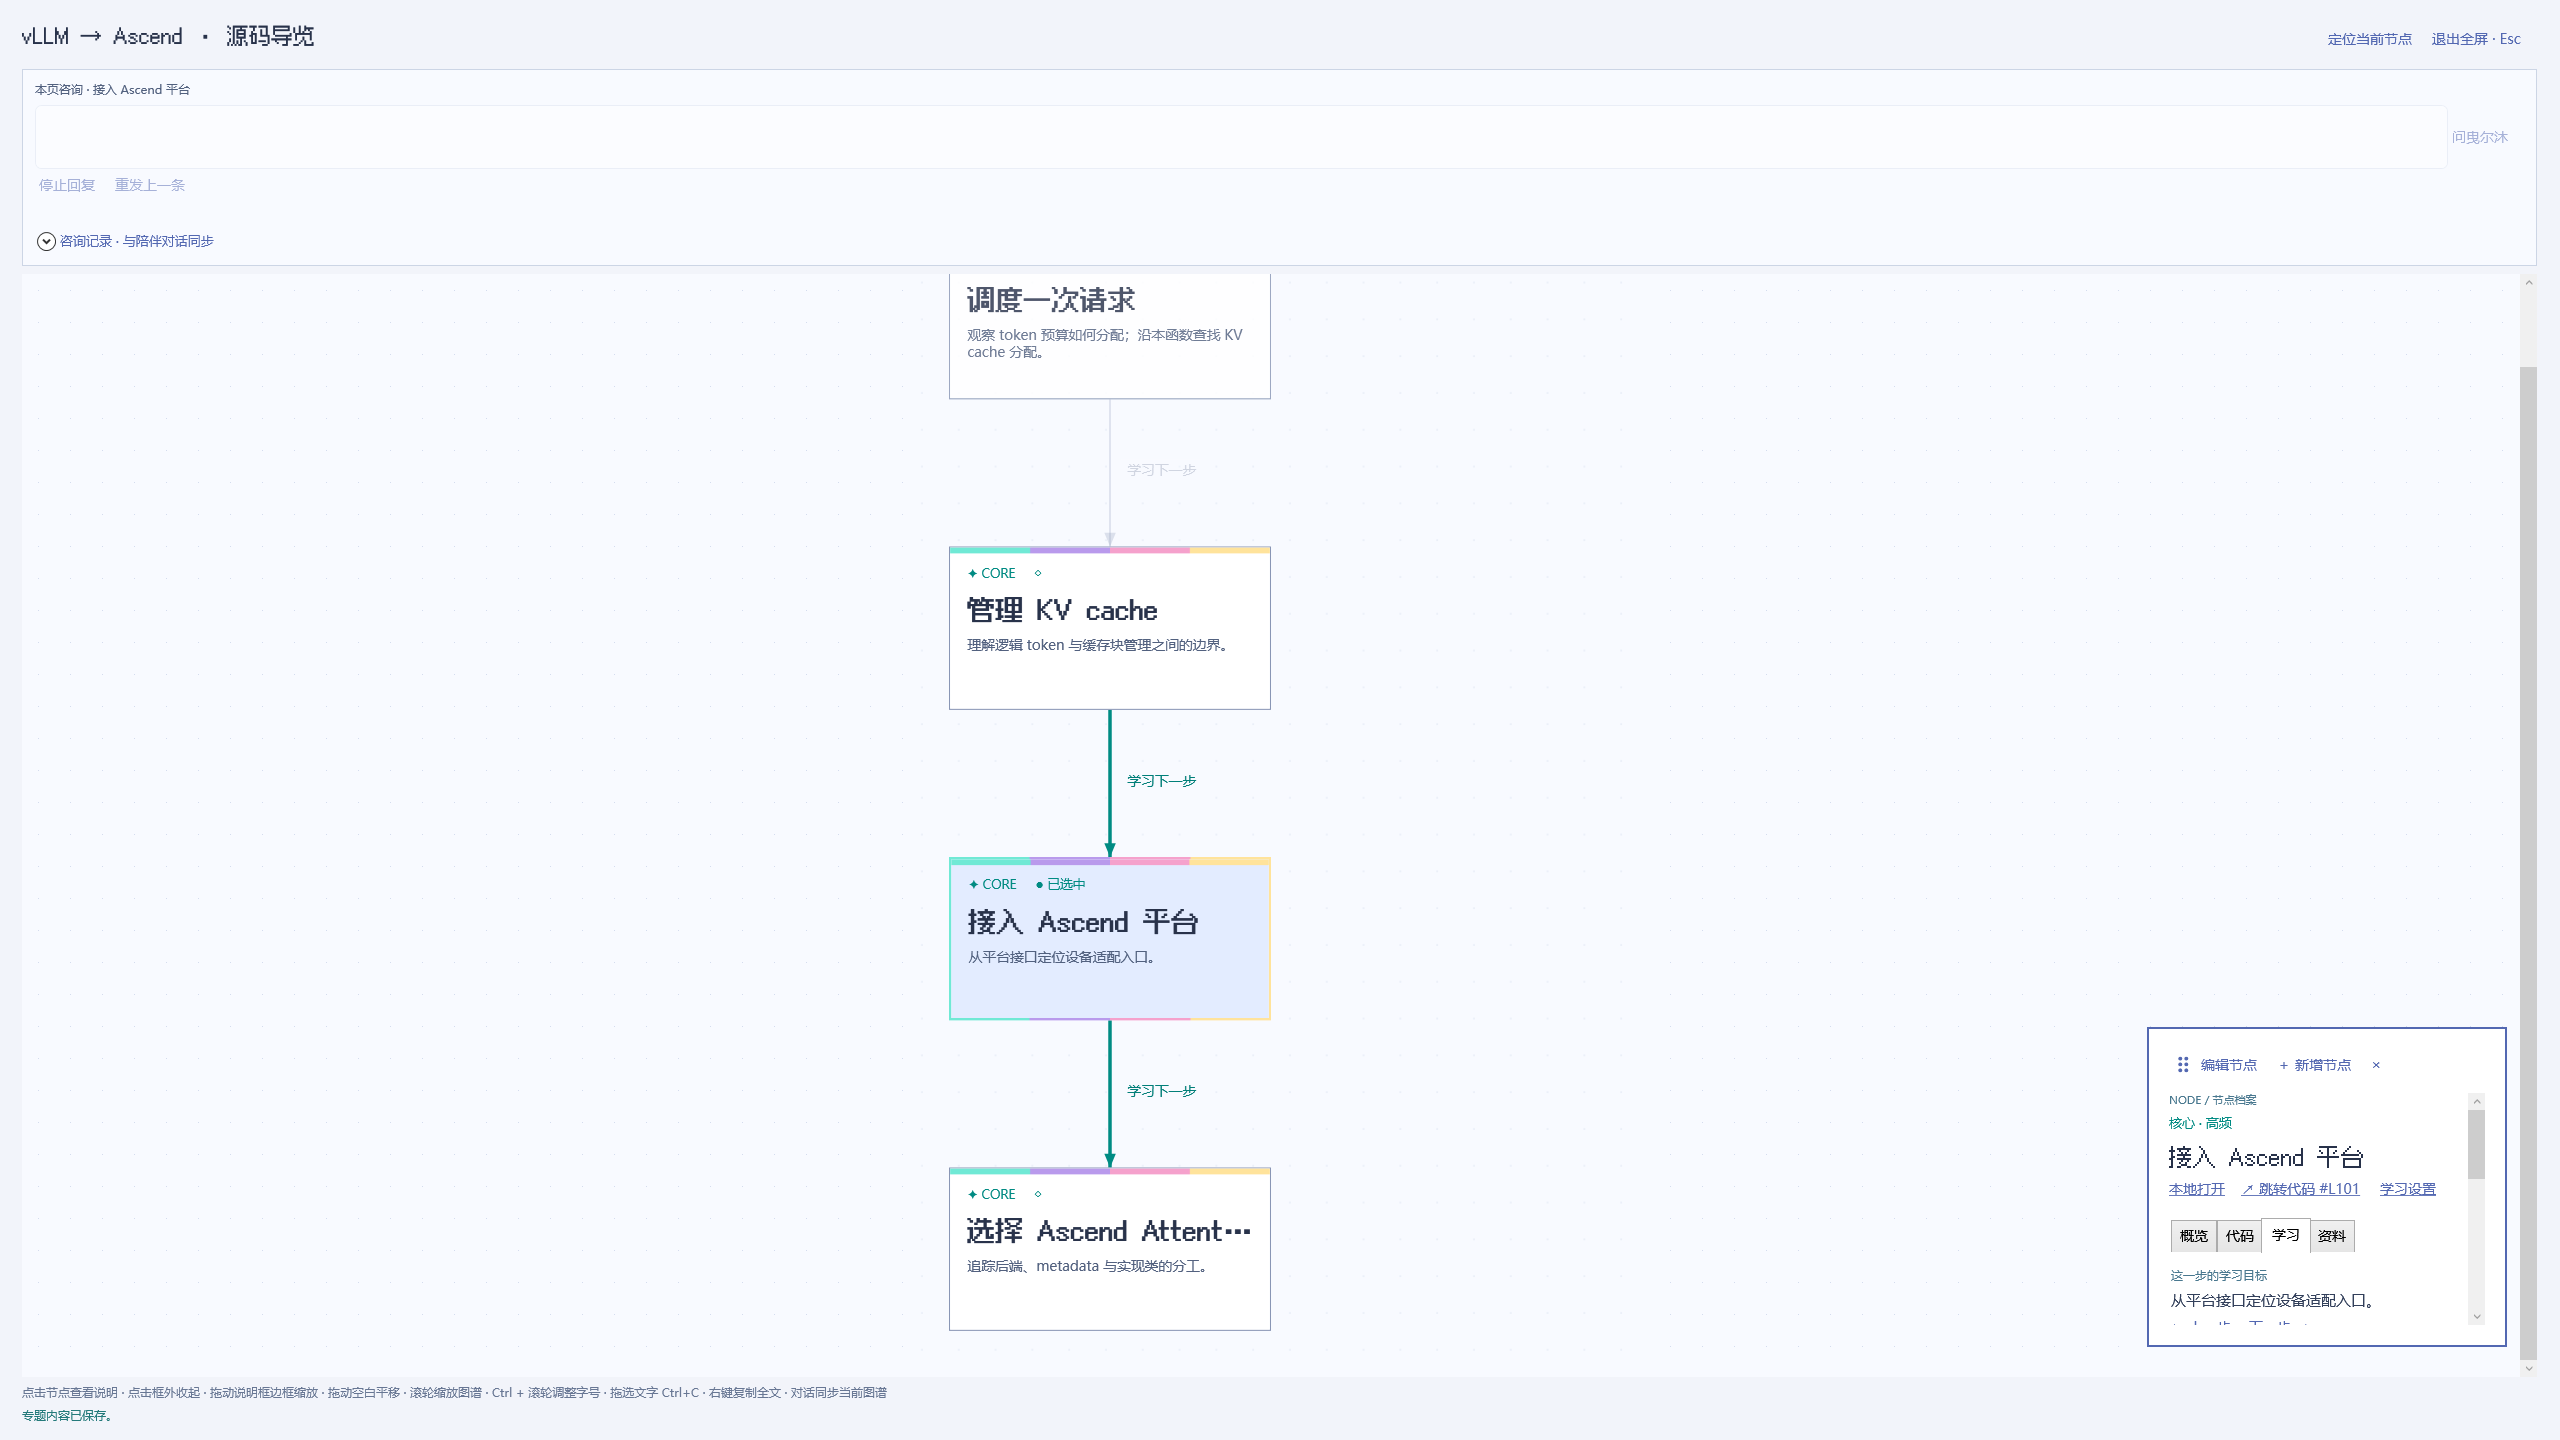 vLLM → Ascend · 源码导览
定位当前节点 退出全屏 · Esc
本页咨询 · 接入 Ascend 平台
问曳尔沐
停止回复 重发上一条
咨询记录 · 与陪伴对话同步
调度一次请求
观察 token 预算如何分配；沿本函数查找 KV
cache 分配。
学习下一步
✦ CORE ◇
管理 KV cache
理解逻辑 token 与缓存块管理之间的边界。
学习下一步
✦ CORE ● 已选中
接入 Ascend 平台
从平台接口定位设备适配入口。
学习下一步
✦ CORE ◇
选择 Ascend Attent…
追踪后端、metadata 与实现类的分工。
编辑节点 + 新增节点 ×
NODE / 节点档案
核心 · 高频
接入 Ascend 平台
本地打开 ↗ 跳转代码 #L101 学习设置
概览 代码 学习 资料
这一步的学习目标
从平台接口定位设备适配入口。
点击节点查看说明 · 点击框外收起 · 拖动说明框边框缩放 · 拖动空白平移 · 滚轮缩放图谱 · Ctrl + 滚轮调整字号 · 拖选文字 Ctrl+C · 右键复制全文 · 对话同步当前图谱
专题内容已保存。